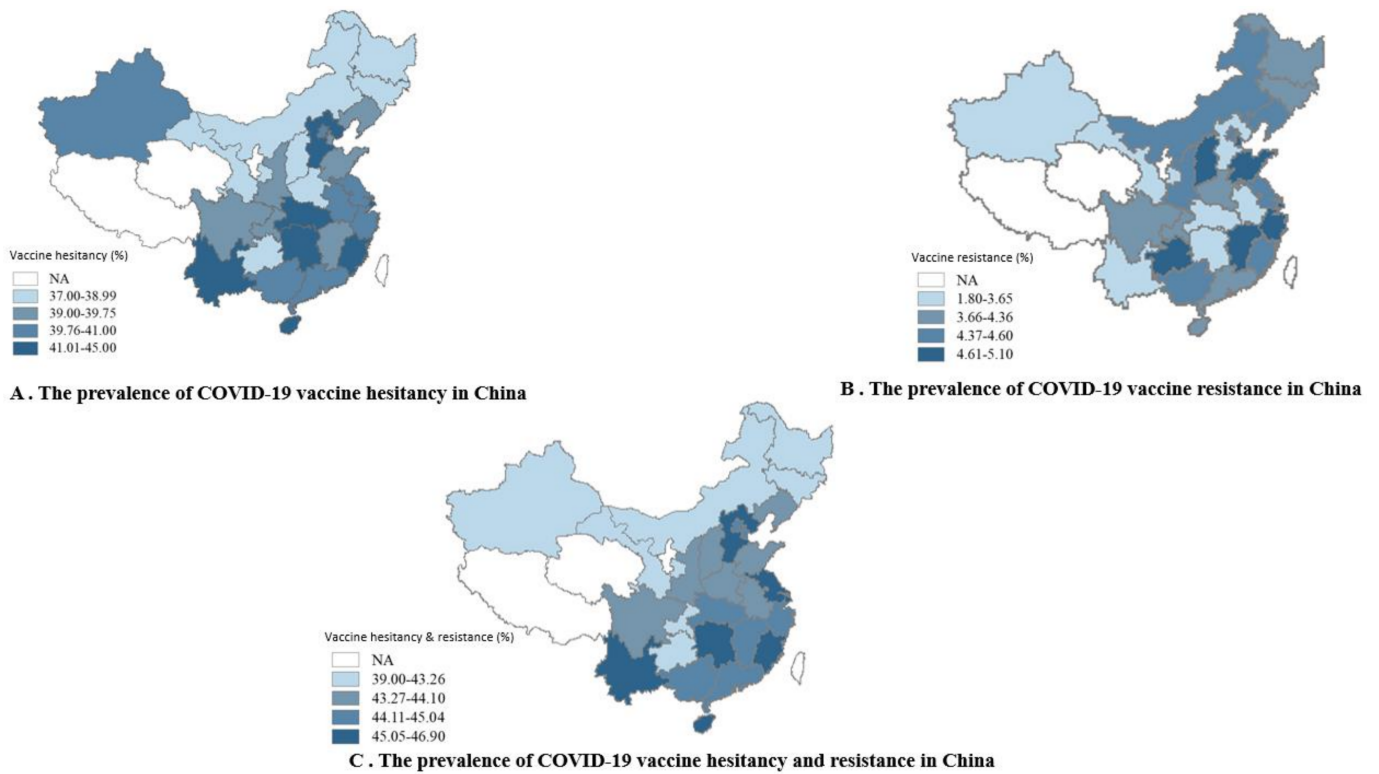 Vaccine hesitancy (%)
NA
37.00-38.99
39.00-39.75
39.76-41.00
41.01-45.00
A . The prevalence of COVID-19 vaccine hesitancy in China
Vaccine resistance (%)
NA
1.80-3.65
3.66-4.36
4.37-4.60
4.61-5.10
B . The prevalence of COVID-19 vaccine resistance in China
Vaccine hesitancy & resistance (%)
NA
39.00-43.26
43.27-44.10
44.11-45.04
45.05-46.90
C . The prevalence of COVID-19 vaccine hesitancy and resistance in China